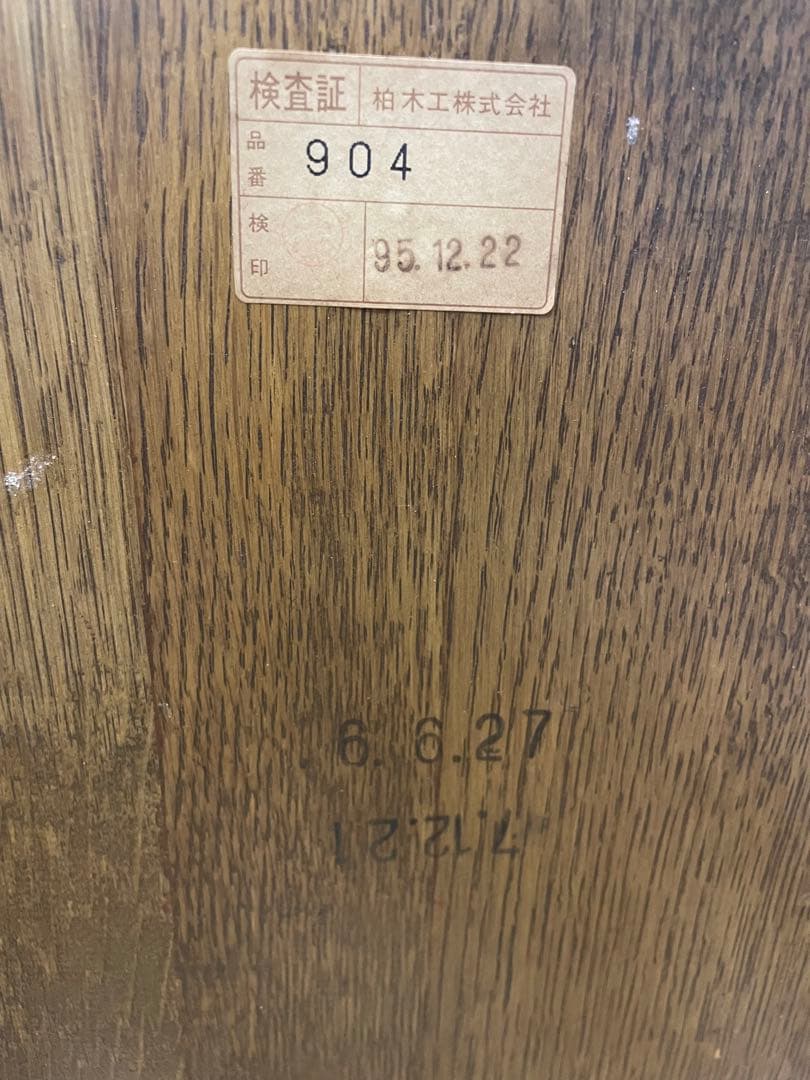 検査証 柏木工株式会社
品番 904
検印 95.12.22
6.6.27
7.12.21